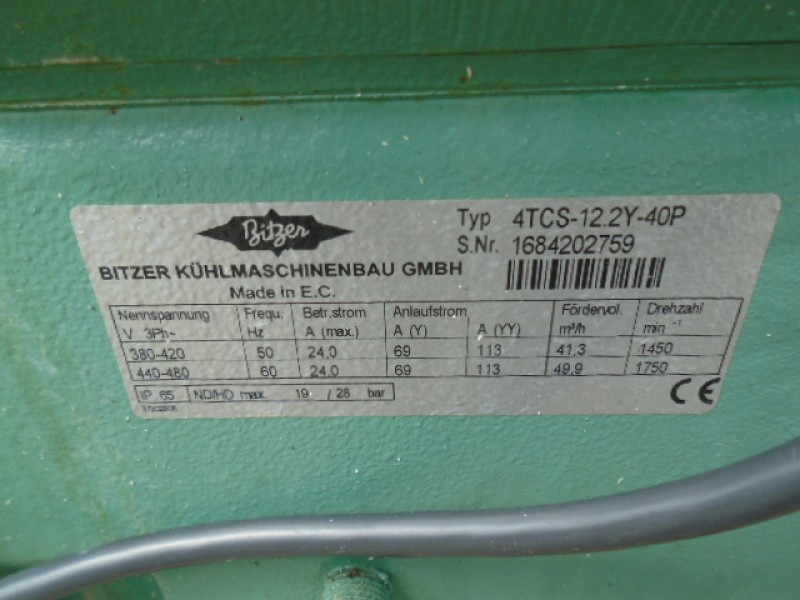 Bitzer
Typ 4TCS-12.2Y-40P
S.Nr. 1684202759
BITZER KÜHLMASCHINENBAU GMBH
Made in E.C.
Nennspannung Frequ. Betr.strom Anlaufstrom Fördervol. Drehzahl
V 3Ph~ Hz A (max.) A (Y) A (YY) m³/h min -1
380-420 50 24,0 69 113 41,3 1450
440-480 60 24,0 69 113 49,9 1750
IP 65 ND/HD max. 19 / 28 bar
CE